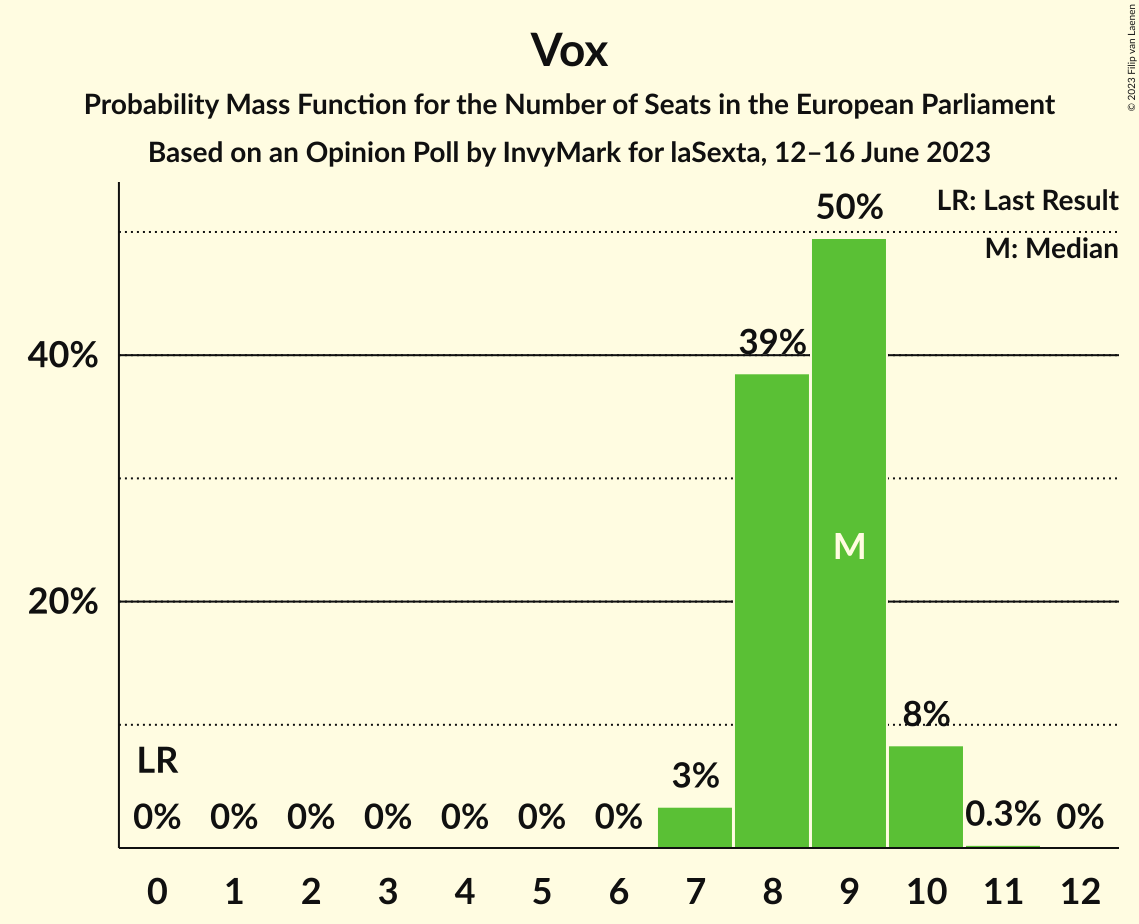 Vox
Probability Mass Function for the Number of Seats in the European Parliament
Based on an Opinion Poll by InvyMark for laSexta, 12–16 June 2023
© 2023 Filip van Laenen
LR: Last Result
M: Median
50%
39%
40%
M
20%
8%
LR
3%
0% 0% 0% 0% 0% 0% 0% 0.3% 0%
0 1 2 3 4 5 6 7 8 9 10 11 12